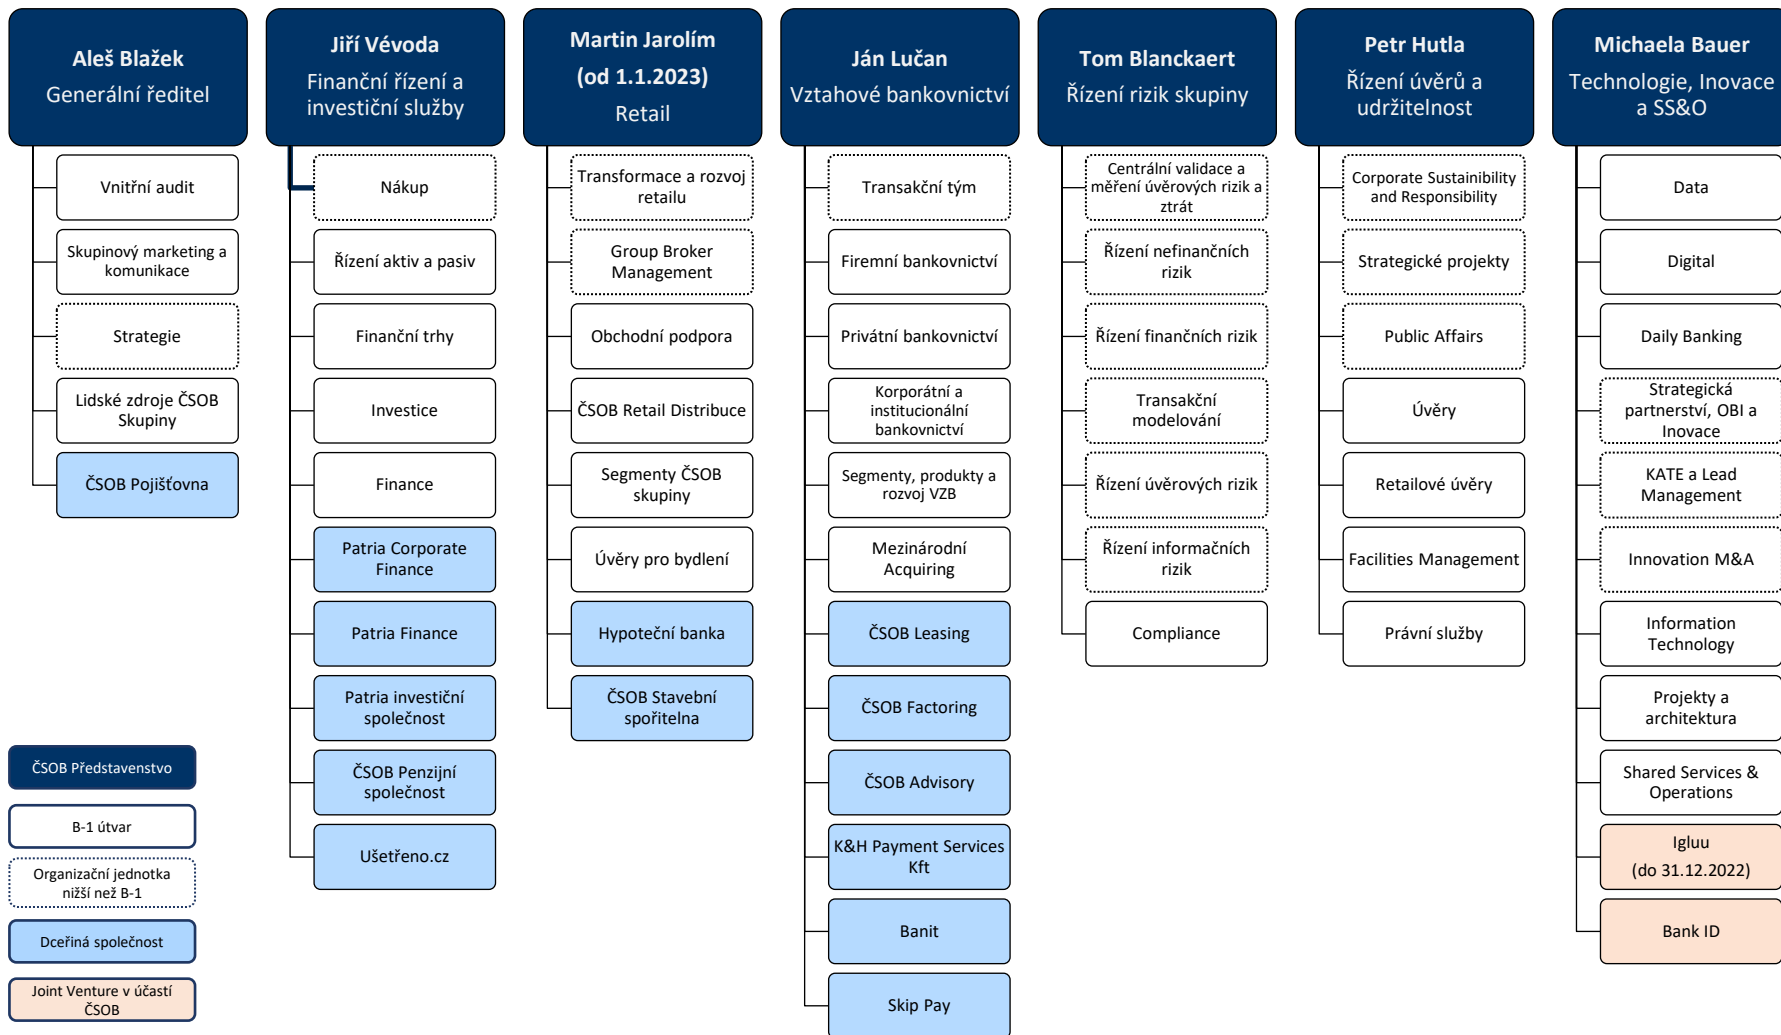 Aleš Blažek
Generální ředitel
Vnitřní audit
Skupinový marketing a
komunikace
Strategie
Lidské zdroje ČSOB
Skupiny
ČSOB Pojišťovna
Jiří Vévoda
Finanční řízení a
investiční služby
Nákup
Řízení aktiv a pasiv
Finanční trhy
Investice
Finance
Patria Corporate
Finance
Patria Finance
Patria investiční
společnost
ČSOB Penzijní
společnost
Ušetřeno.cz
Martin Jarolím
(od 1.1.2023)
Retail
Transformace a rozvoj
retailu
Group Broker
Management
Obchodní podpora
ČSOB Retail Distribuce
Segmenty ČSOB
skupiny
Úvěry pro bydlení
Hypoteční banka
ČSOB Stavební
spořitelna
Ján Lučan
Vztahové bankovnictví
Transakční tým
Firemní bankovnictví
Privátní bankovnictví
Korporátní a
institucionální
bankovnictví
Segmenty, produkty a
rozvoj VZB
Mezinárodní
Acquiring
ČSOB Leasing
ČSOB Factoring
ČSOB Advisory
K&H Payment Services
Kft
Banit
Skip Pay
Tom Blanckaert
Řízení rizik skupiny
Centrální validace a
měření úvěrových rizik a
ztrát
Řízení nefinančních
rizik
Řízení finančních rizik
Transakční
modelování
Řízení úvěrových rizik
Řízení informačních
rizik
Compliance
Petr Hutla
Řízení úvěrů a
udržitelnost
Corporate Sustainibility
and Responsibility
Strategické projekty
Public Affairs
Úvěry
Retailové úvěry
Facilities Management
Právní služby
Michaela Bauer
Technologie, Inovace
a SS&O
Data
Digital
Daily Banking
Strategická
partnerství, OBI a
Inovace
KATE a Lead
Management
Innovation M&A
Information
Technology
Projekty a
architektura
Shared Services &
Operations
Igluu
(do 31.12.2022)
Bank ID
ČSOB Představenstvo
B-1 útvar
Organizační jednotka
nižší než B-1
Dceřiná společnost
Joint Venture v účastí
ČSOB